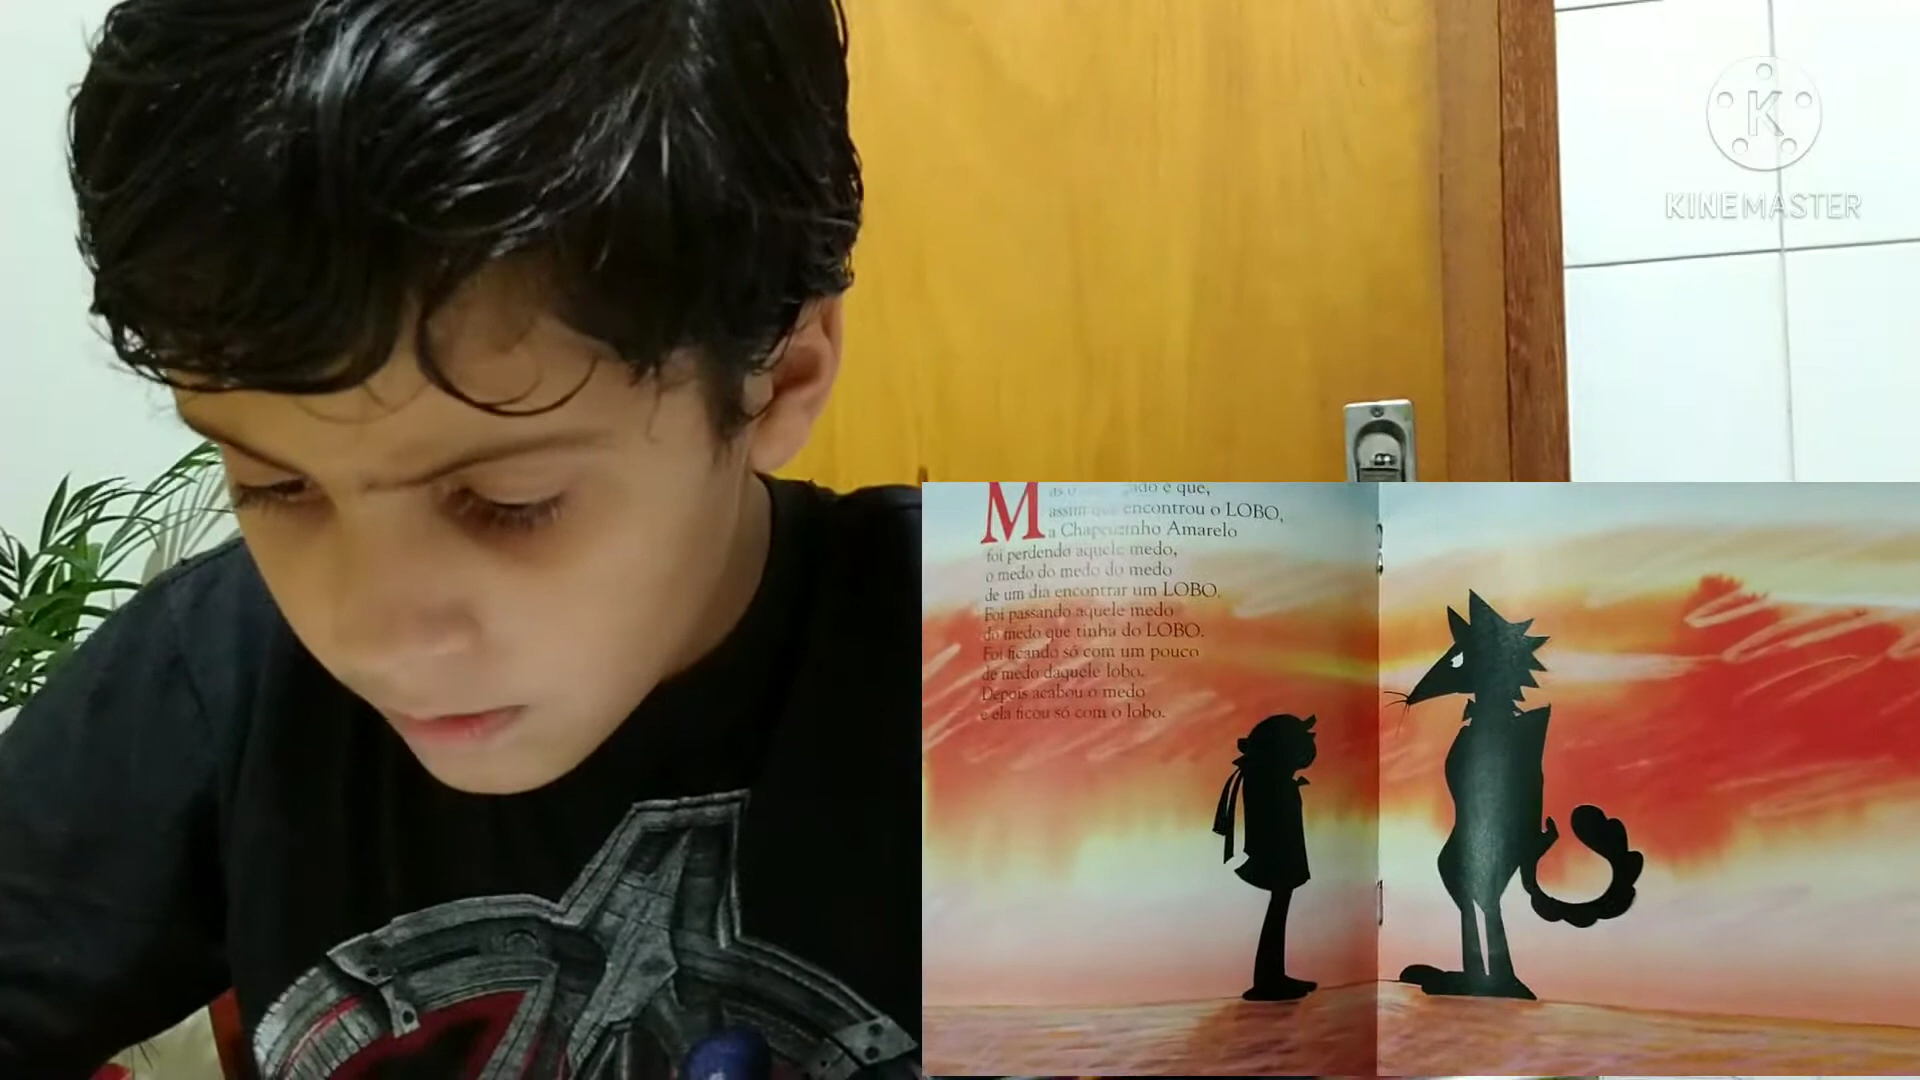 KINEMASTER
M
é que,
assim que encontrou o LOBO,
a Chapeuzinho Amarelo
foi perdendo aquele medo,
o medo do medo do medo
de um dia encontrar um LOBO.
Foi passando aquele medo
do medo que tinha do LOBO.
Foi ficando só com um pouco
de medo daquele lobo.
Depois acabou o medo
e ela ficou só com o lobo.